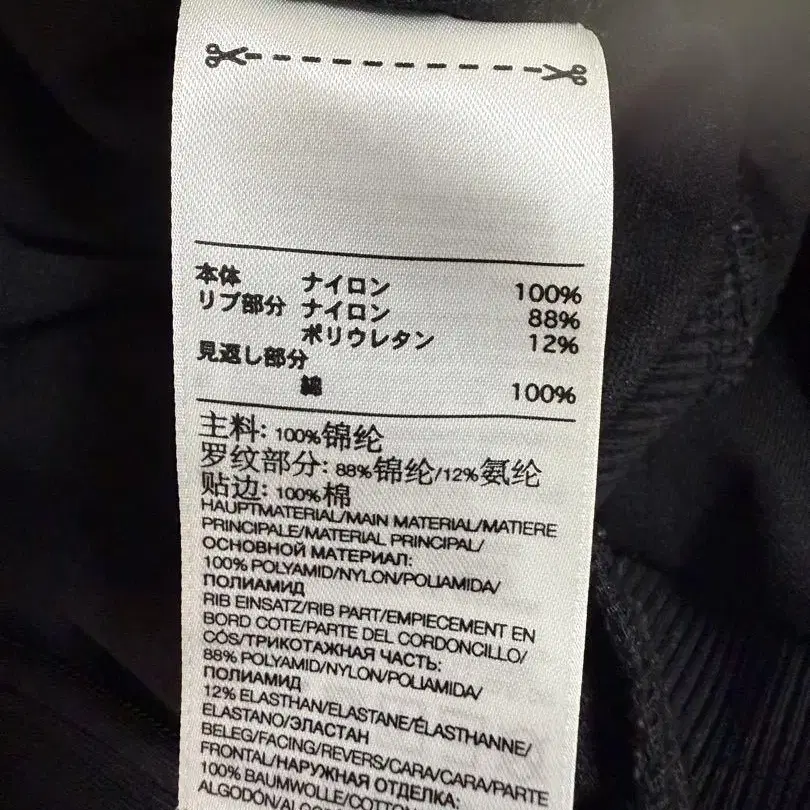 本体 ナイロン 100%
リブ部分 ナイロン 88%
ポリウレタン 12%
見返し部分
綿 100%
主料: 100%锦纶
罗纹部分: 88%锦纶/12%氨纶
贴边: 100%棉
HAUPTMATERIAL/MAIN MATERIAL/MATIERE
PRINCIPALE/MATERIAL PRINCIPAL/
ОСНОВНОЙ МАТЕРИАЛ:
100% POLYAMID/NYLON/POLIAMIDA/
ПОЛИАМИД
RIB EINSATZ/RIB PART/EMPIECEMENT EN
BORD COTE/PARTE DEL CORDONCILLO/
CÓS/ТРИКОТАЖНАЯ ЧАСТЬ:
88% POLYAMID/NYLON/POLIAMIDA/
ПОЛИАМИД
12% ELASTHAN/ELASTANE/ÉLASTHANNE/
ELASTANO/ЭЛАСТАН
BELEG/FACING/REVERS/CARA/CARA/PARTE
FRONTAL/НАРУЖНАЯ ОТДЕЛКА:
100% BAUMWOLLE/COTTON
ALGODÓN/